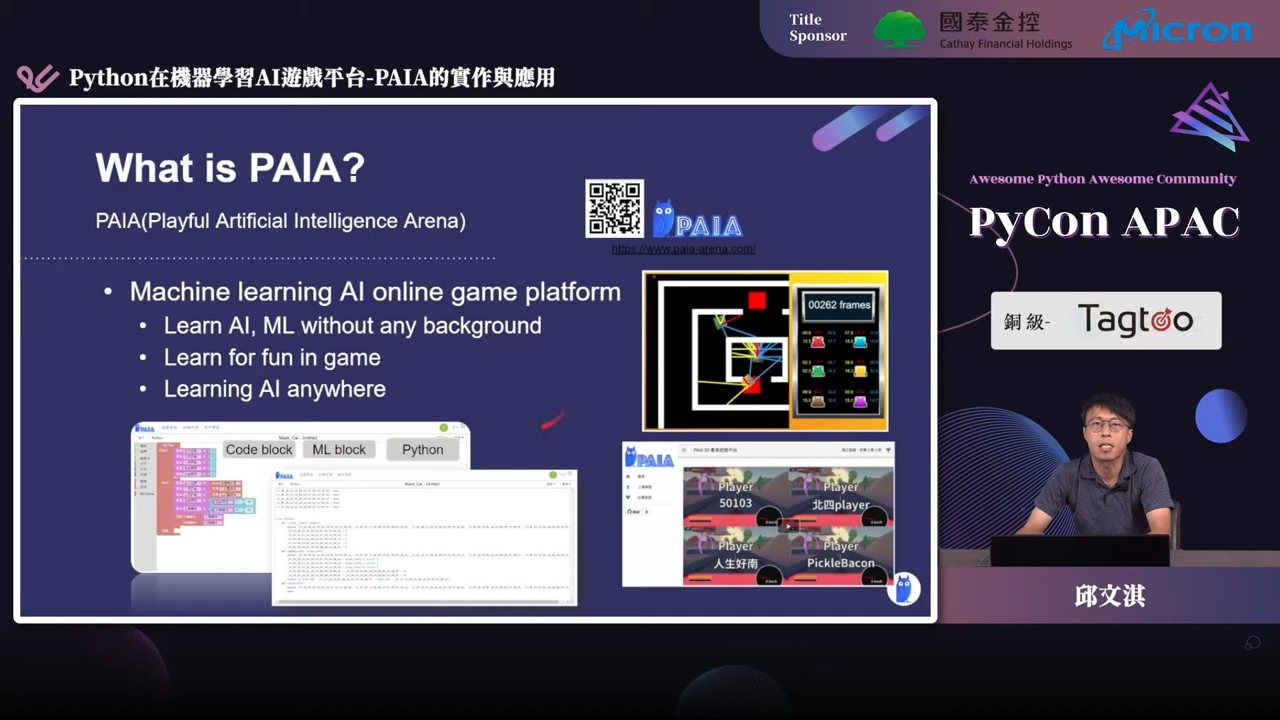 Title
Sponsor
國泰金控
Cathay Financial Holdings
Micron
Python在機器學習AI遊戲平台-PAIA的實作與應用
What is PAIA?
PAIA(Playful Artificial Intelligence Arena)
PAIA
https://www.paia-arena.com/
Machine learning AI online game platform
Learn AI, ML without any background
Learn for fun in game
Learning AI anywhere
00262 frames
PAIA
Code block
ML block
Python
PAIA
PAIA
Player
50103
Player
北四player
Player
人生好南
Player
PickleBacon
Awesome Python Awesome Community
PyCon APAC
銅級-
Tagtoo
邱文淇